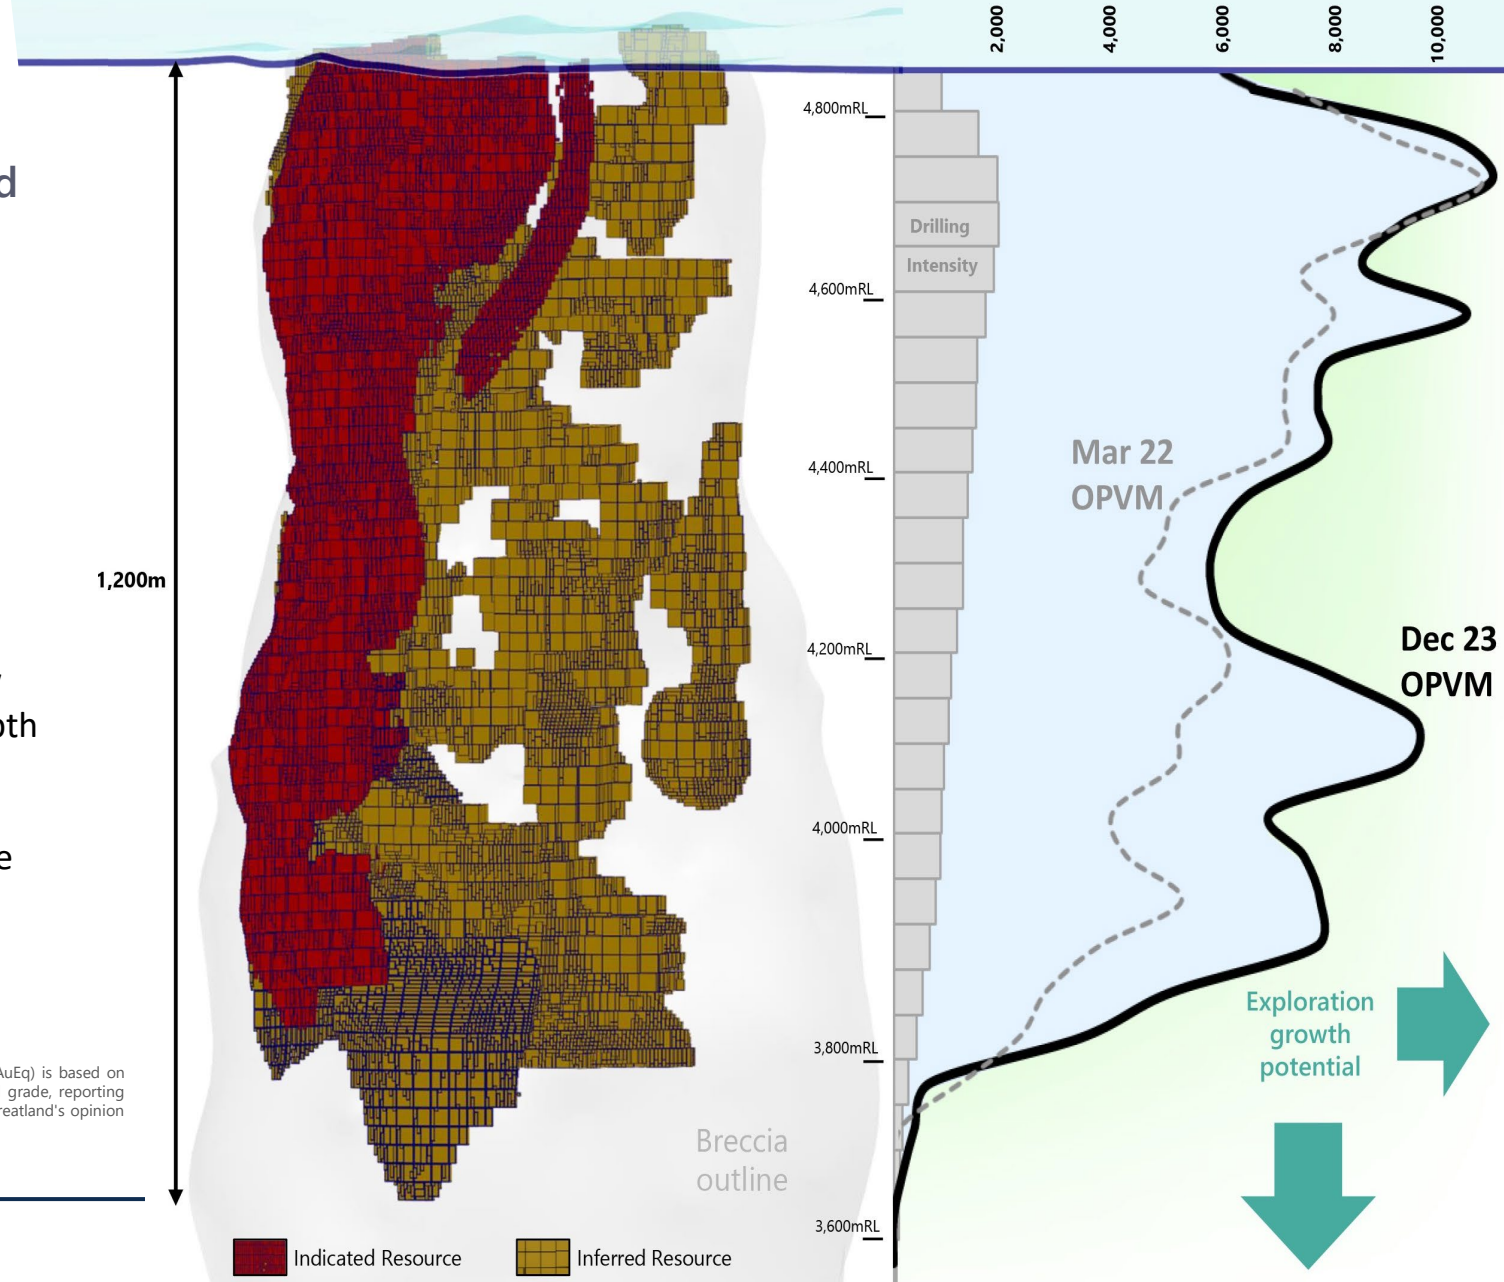 d
pth
e
AuEq) is based on
grade, reporting
reatland's opinion
1,200m
2,000
4,000
6,000
8,000
10,000
4,800mRL
4,600mRL
4,400mRL
4,200mRL
4,000mRL
3,800mRL
3,600mRL
Drilling
Intensity
Mar 22
OPVM
Dec 23
OPVM
Exploration
growth
potential
Breccia
outline
Indicated Resource
Inferred Resource